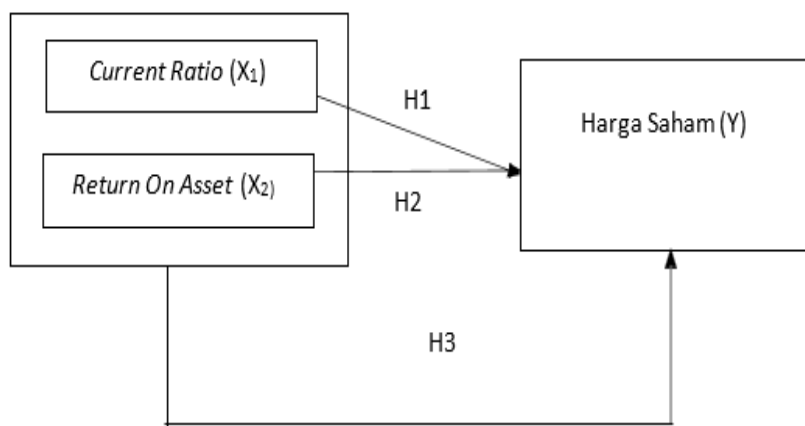 Current Ratio (X1)
H1
Harga Saham (Y)
Return On Asset (X2)
H2
H3